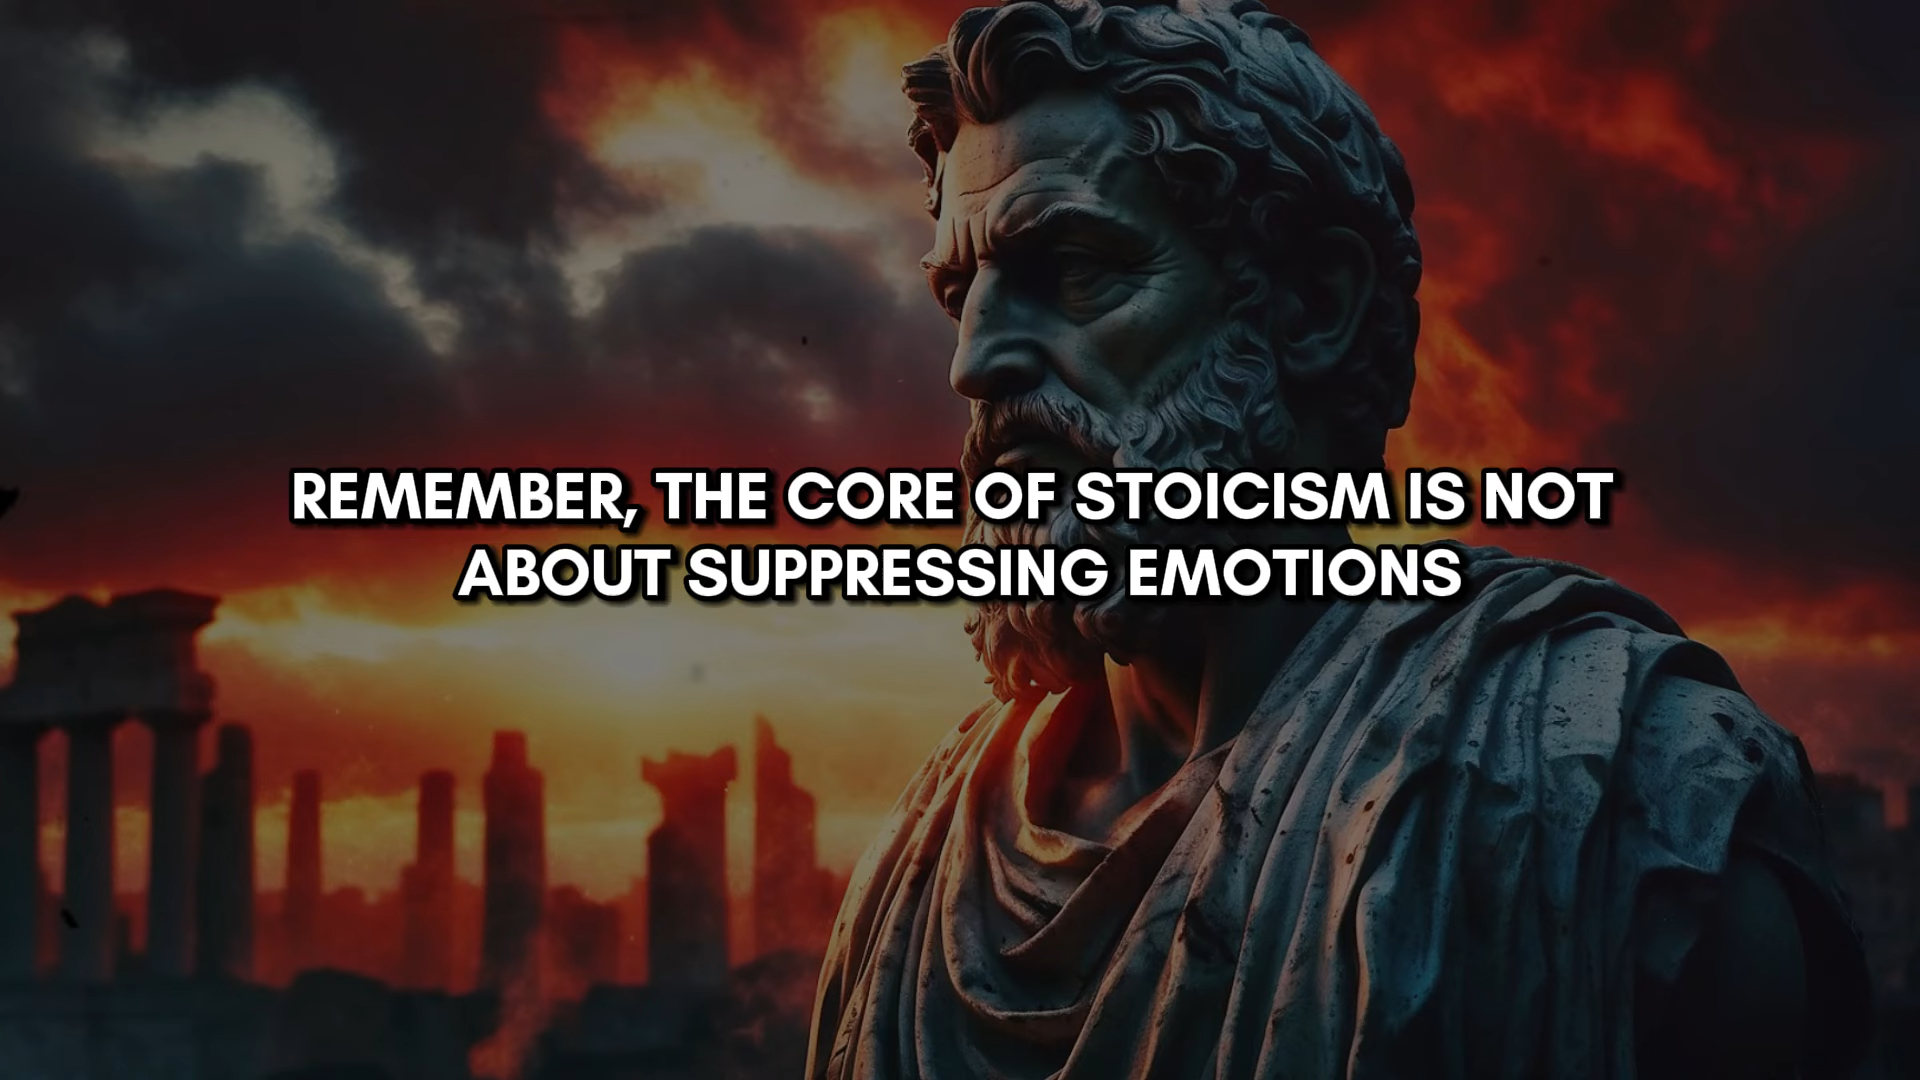 REMEMBER, THE CORE OF STOICISM IS NOT
ABOUT SUPPRESSING EMOTIONS